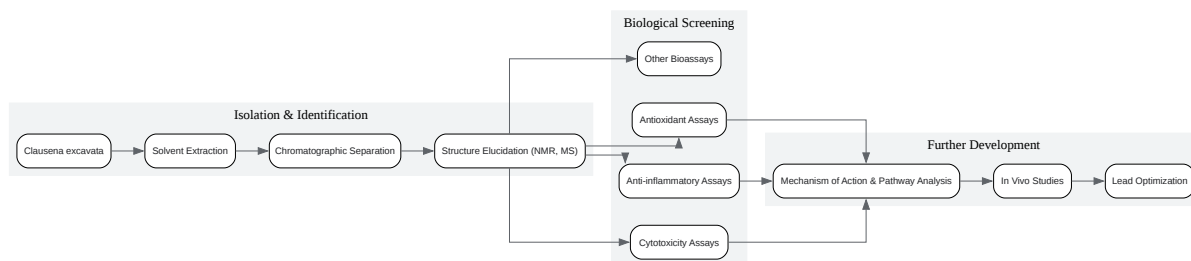 Biological Screening
Other Bioassays
Isolation & Identification
Antioxidant Assays
Clausena excavata
Solvent Extraction
Chromatographic Separation
Structure Elucidation (NMR, MS)
Further Development
Anti-inflammatory Assays
Mechanism of Action & Pathway Analysis
In Vivo Studies
Lead Optimization
Cytotoxicity Assays